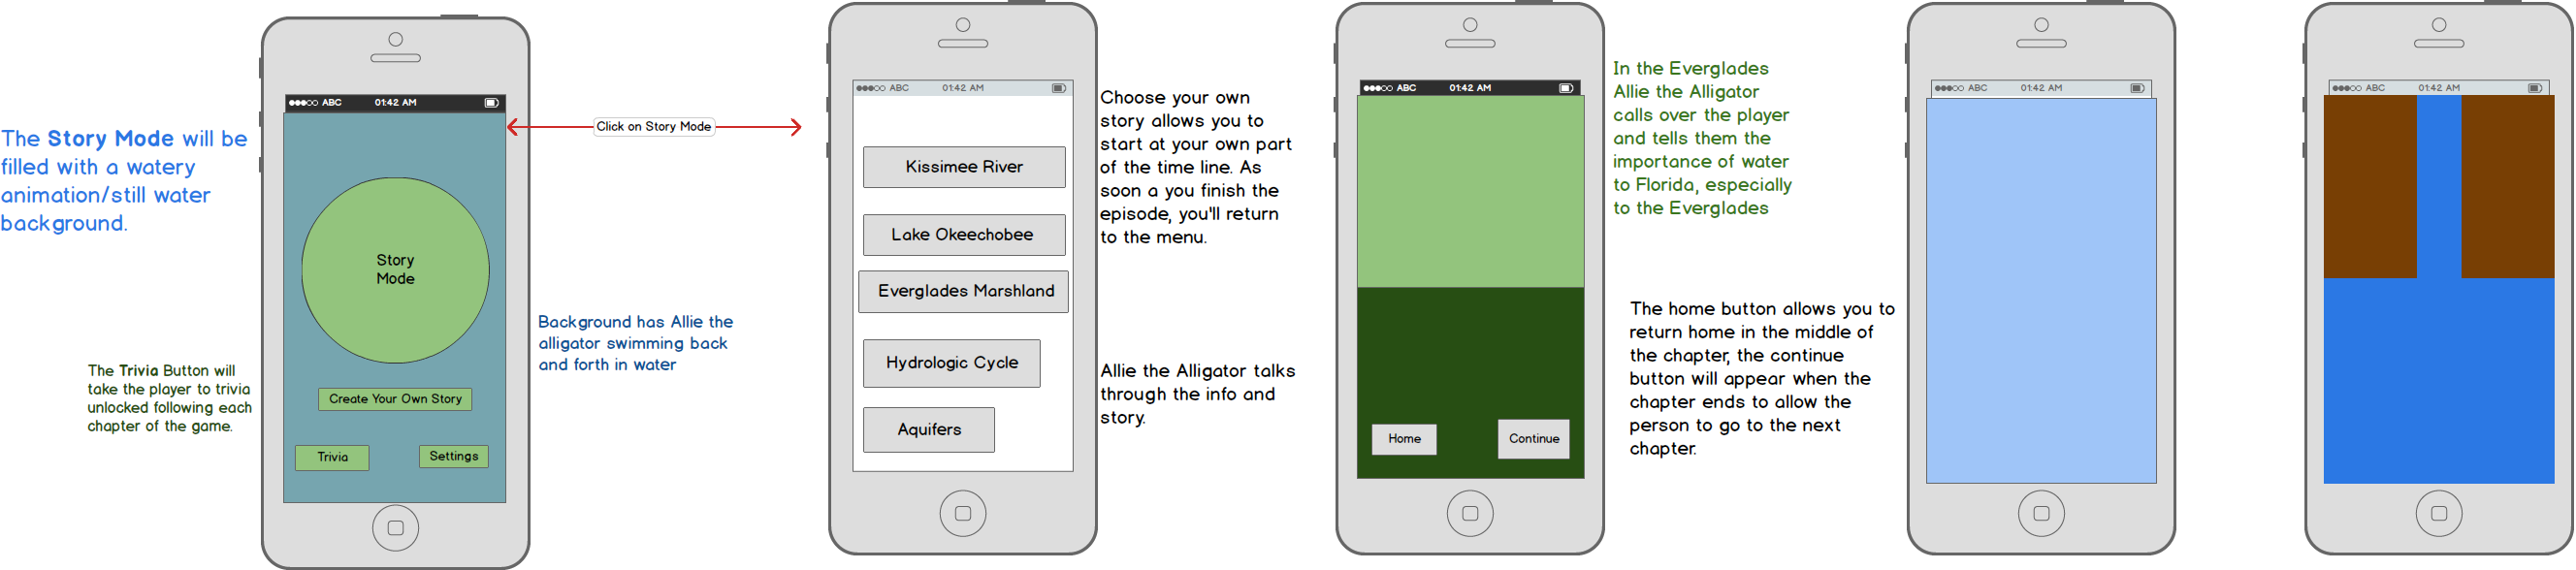 The Story Mode will be
filled with a watery
animation/still water
background.
The Trivia Button will
take the player to trivia
unlocked following each
chapter of the game.
ABC 01:42 AM
Story
Mode
Create Your Own Story
Trivia Settings
Click on Story Mode
Background has Allie the
alligator swimming back
and forth in water
ABC 01:42 AM
Kissimee River
Lake Okeechobee
Everglades Marshland
Hydrologic Cycle
Aquifers
Choose your own
story allows you to
start at your own part
of the time line. As
soon a you finish the
episode, you'll return
to the menu.
Allie the Alligator talks
through the info and
story.
ABC 01:42 AM
Home Continue
In the Everglades
Allie the Alligator
calls over the player
and tells them the
importance of water
to Florida, especially
to the Everglades
The home button allows you to
return home in the middle of
the chapter, the continue
button will appear when the
chapter ends to allow the
person to go to the next
chapter.
ABC 01:42 AM
ABC 01:42 AM